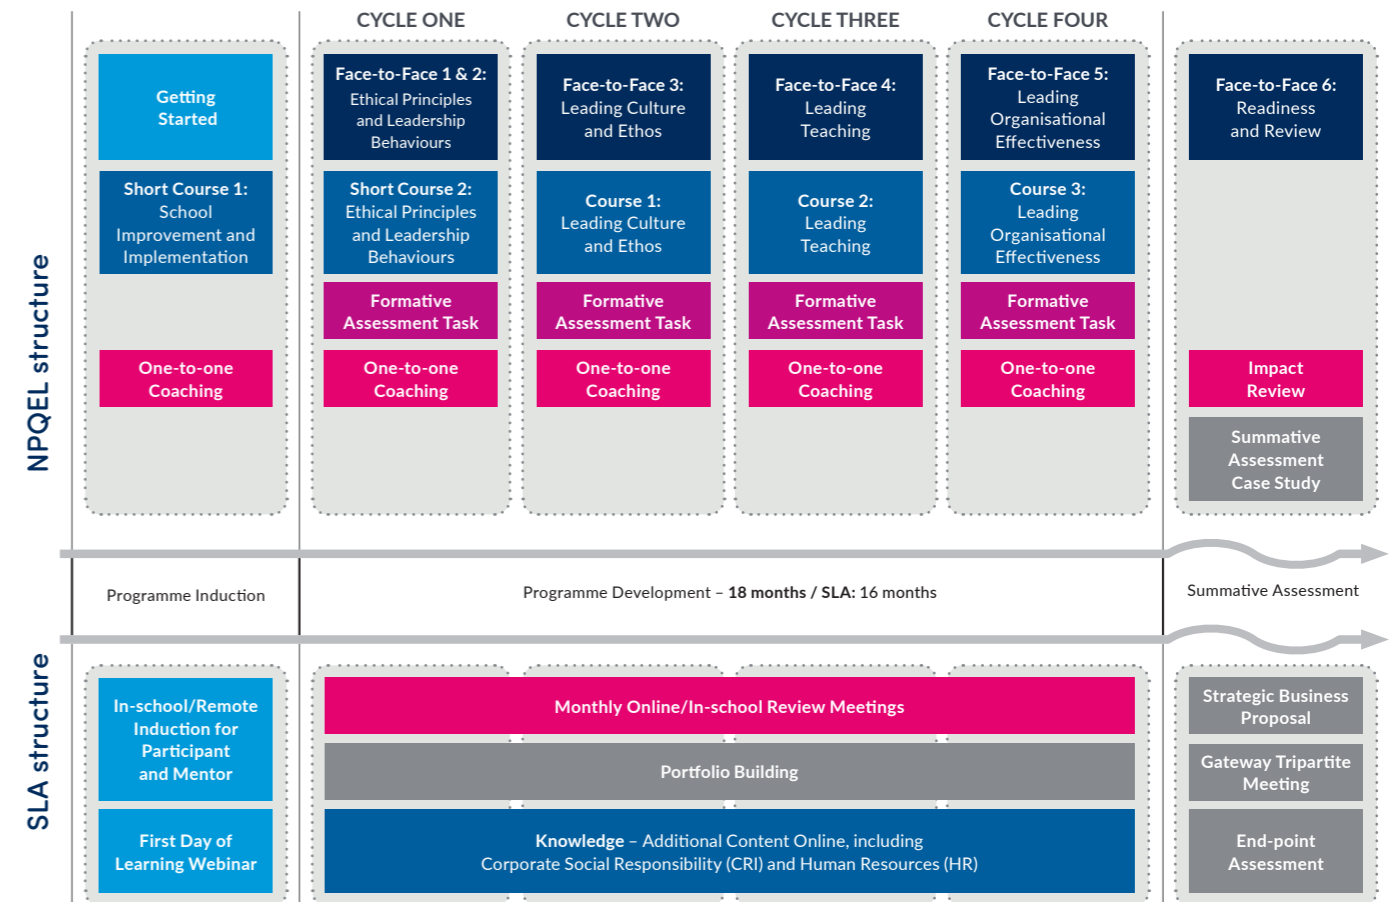 CYCLE ONE
CYCLE TWO
CYCLE THREE
CYCLE FOUR
NPQEL structure
Getting
Started
Short Course 1:
School
Improvement and
Implementation
One-to-one
Coaching
Face-to-Face 1 & 2:
Ethical Principles
and Leadership
Behaviours
Short Course 2:
Ethical Principles
and Leadership
Behaviours
Formative
Assessment Task
One-to-one
Coaching
Face-to-Face 3:
Leading Culture
and Ethos
Course 1:
Leading Culture
and Ethos
Formative
Assessment Task
One-to-one
Coaching
Face-to-Face 4:
Leading
Teaching
Course 2:
Leading
Teaching
Formative
Assessment Task
One-to-one
Coaching
Face-to-Face 5:
Leading
Organisational
Effectiveness
Course 3:
Leading
Organisational
Effectiveness
Formative
Assessment Task
One-to-one
Coaching
Face-to-Face 6:
Readiness
and Review
Impact
Review
Summative
Assessment
Case Study
Programme Induction
Programme Development – 18 months / SLA: 16 months
Summative Assessment
SLA structure
In-school/Remote
Induction for
Participant
and Mentor
First Day of
Learning Webinar
Monthly Online/In-school Review Meetings
Portfolio Building
Knowledge – Additional Content Online, including
Corporate Social Responsibility (CRI) and Human Resources (HR)
Strategic Business
Proposal
Gateway Tripartite
Meeting
End-point
Assessment